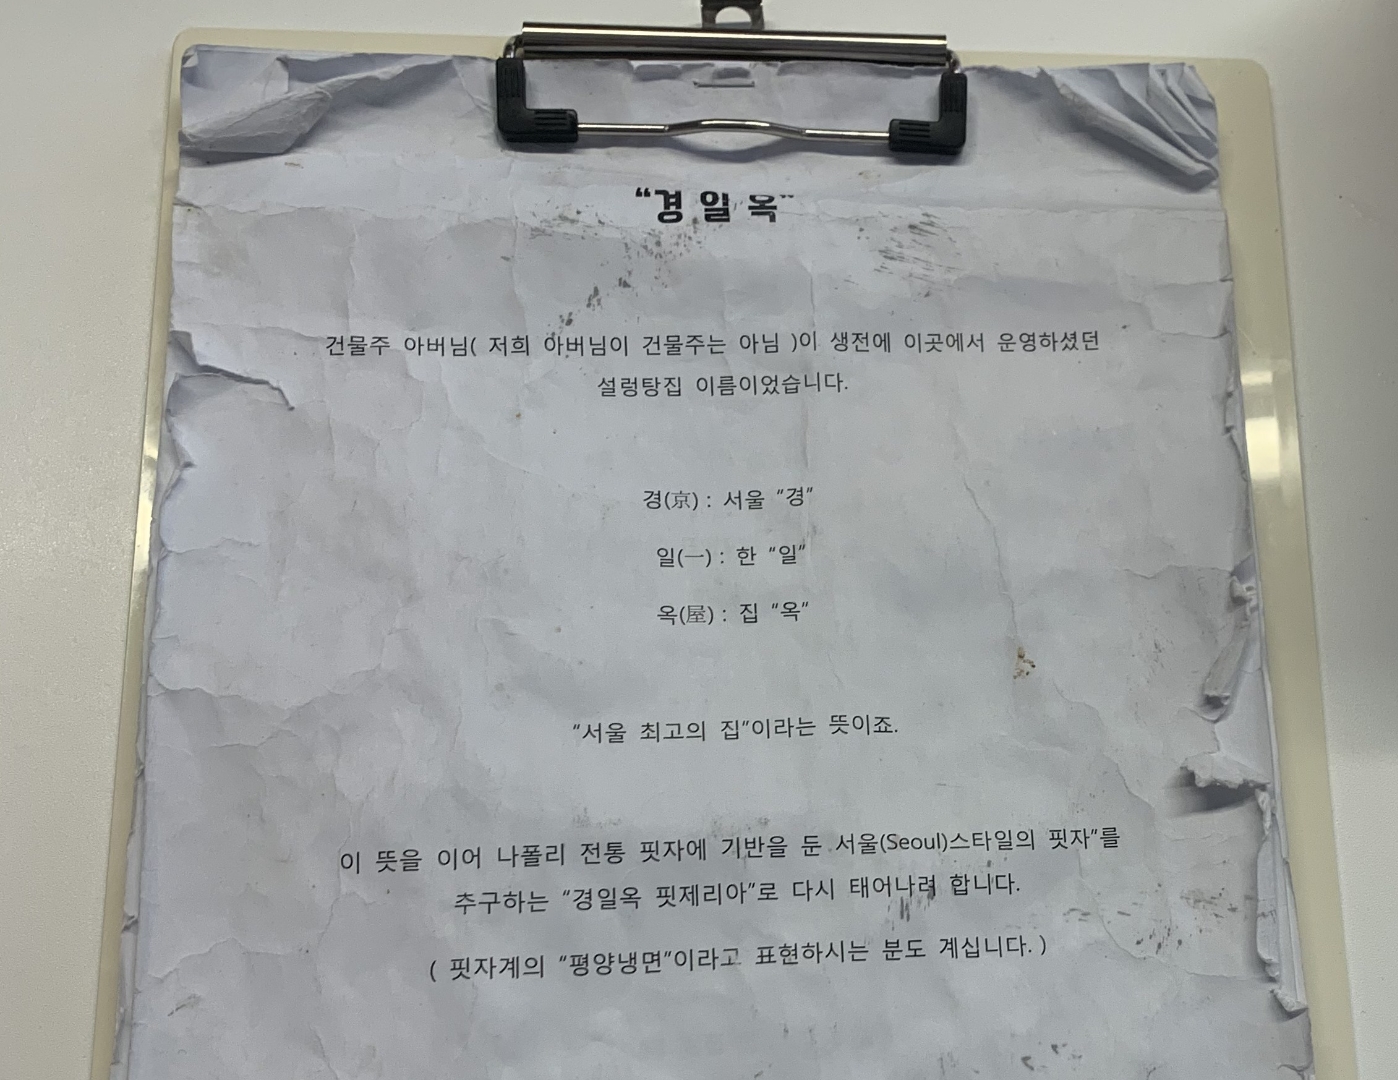 "경일옥"
건물주 아버님( 저희 아버님이 건물주는 아님 )이 생전에 이곳에서 운영하셨던
설렁탕집 이름이었습니다.
경(京) : 서울 "경"
일(一) : 한 "일"
옥(屋) : 집 "옥"
"서울 최고의 집"이라는 뜻이죠.
이 뜻을 이어 나폴리 전통 핏자에 기반을 둔 서울(Seoul)스타일의 핏자"를
추구하는 "경일옥 핏제리아"로 다시 태어나려 합니다.
( 핏자계의 "평양냉면"이라고 표현하시는 분도 계십니다. )